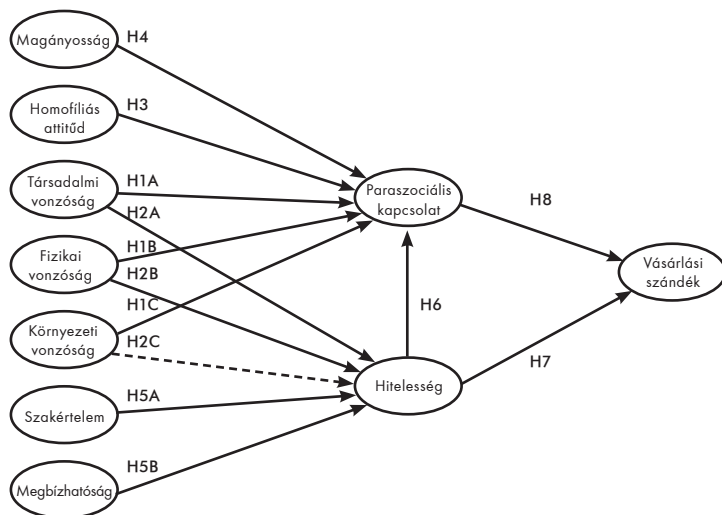 Magányosság
H4
Homofíliás
attitűd
H3
Társadalmi
vonzóság
H1A
H2A
Fizikai
vonzóság
H1B
H2B
Környezeti
vonzóság
H1C
H2C
Szakértelem
H5A
Megbízhatóság
H5B
Paraszociális
kapcsolat
H6
Hitelesség
H8
H7
Vásárlási
szándék